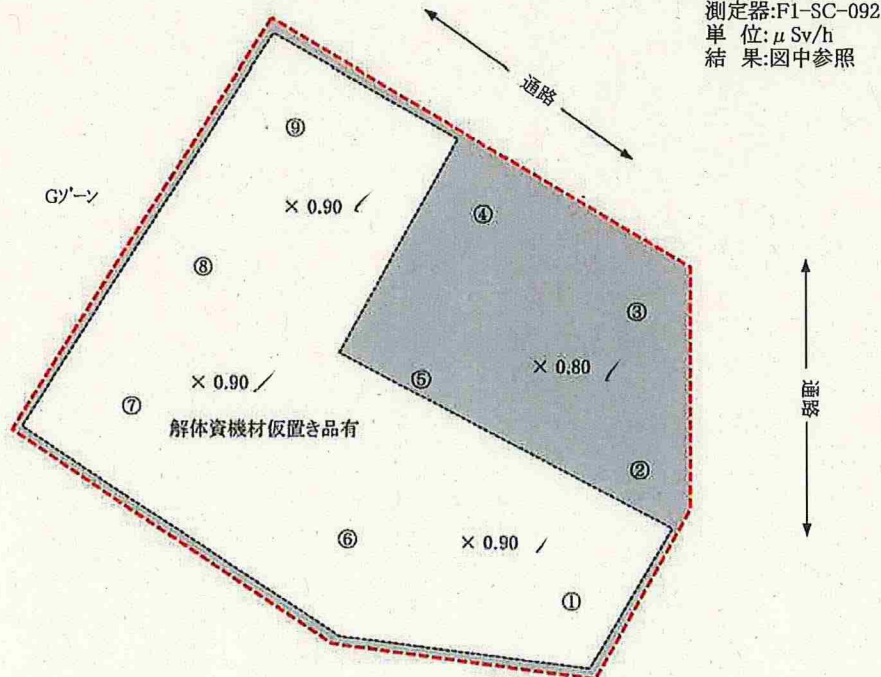 測定器:F1-SC-092
単 位:μSv/h
結 果:図中参照
通路
⑨
Gゾーン
× 0.90
④
⑧
③
× 0.80
⑤
× 0.90
⑦
通路
解体資機材仮置き品有
②
⑥
× 0.90
①